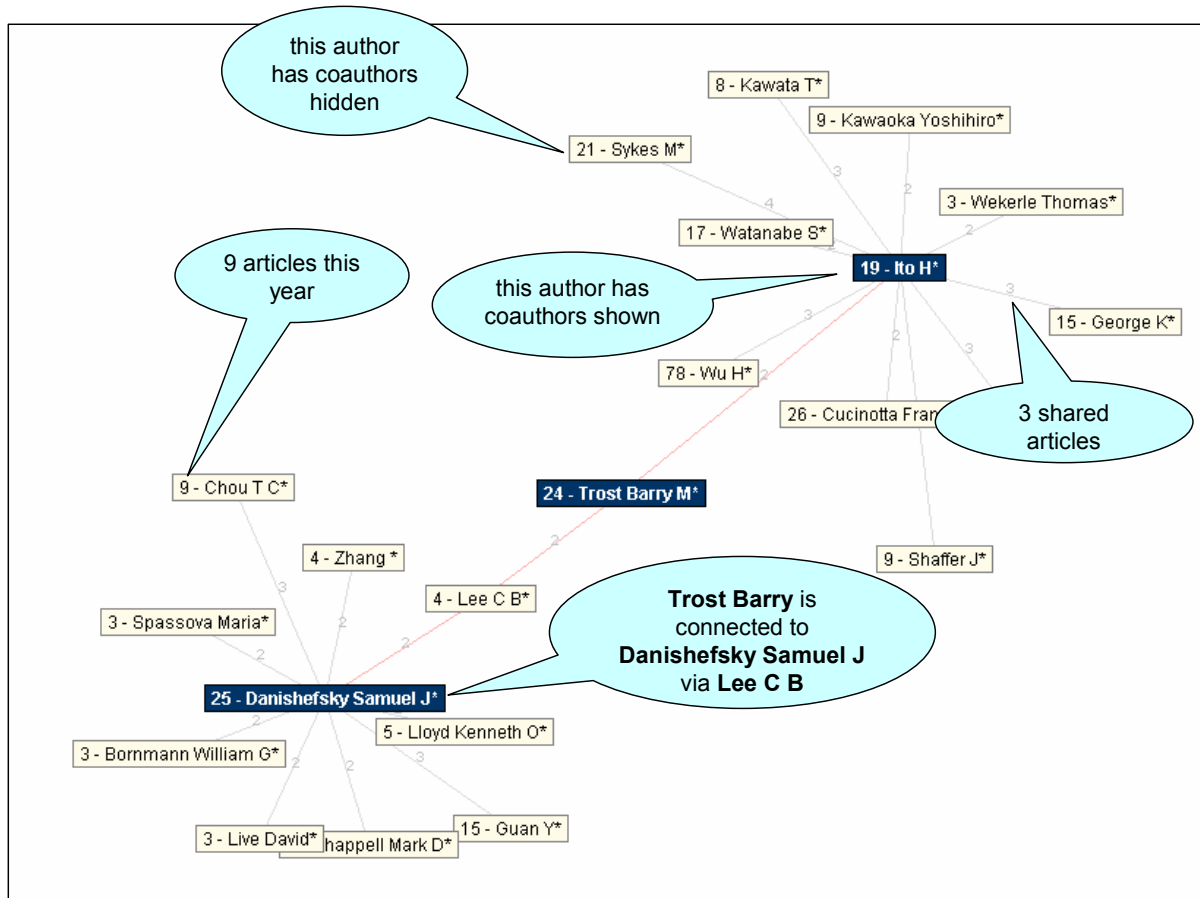 this author
has coauthors
hidden
8 - Kawata T*
9 - Kawaoka Yoshihiro*
21 - Sykes M*
3
2
4
3 - Wekerle Thomas*
2
17 - Watanabe S*
9 articles this
year
19 - Ito H*
this author has
coauthors shown
3
15 - George K*
3
2
3
78 - Wu H*
2
26 - Cucinotta Fran
3 shared
articles
9 - Chou T C*
24 - Trost Barry M*
2
4 - Zhang *
9 - Shaffer J*
3
4 - Lee C B*
Trost Barry is
connected to
Danishefsky Samuel J
via Lee C B
3 - Spassova Maria*
2
2
2
25 - Danishefsky Samuel J*
2
5 - Lloyd Kenneth O*
3 - Bornmann William G*
2
2
3
3 - Live David*
happell Mark D*
15 - Guan Y*